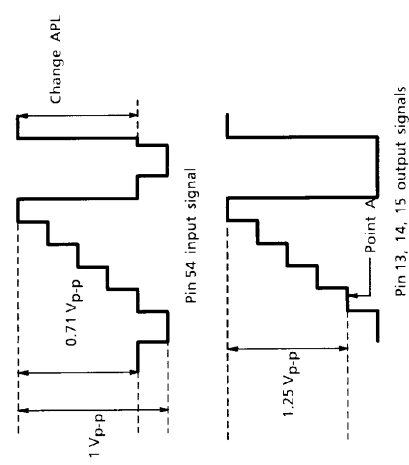 Change APL
0.71 Vp-p
1 Vp-p
Pin 54 input signal
Point A
1.25 Vp-p
Pin 13, 14, 15 output signals